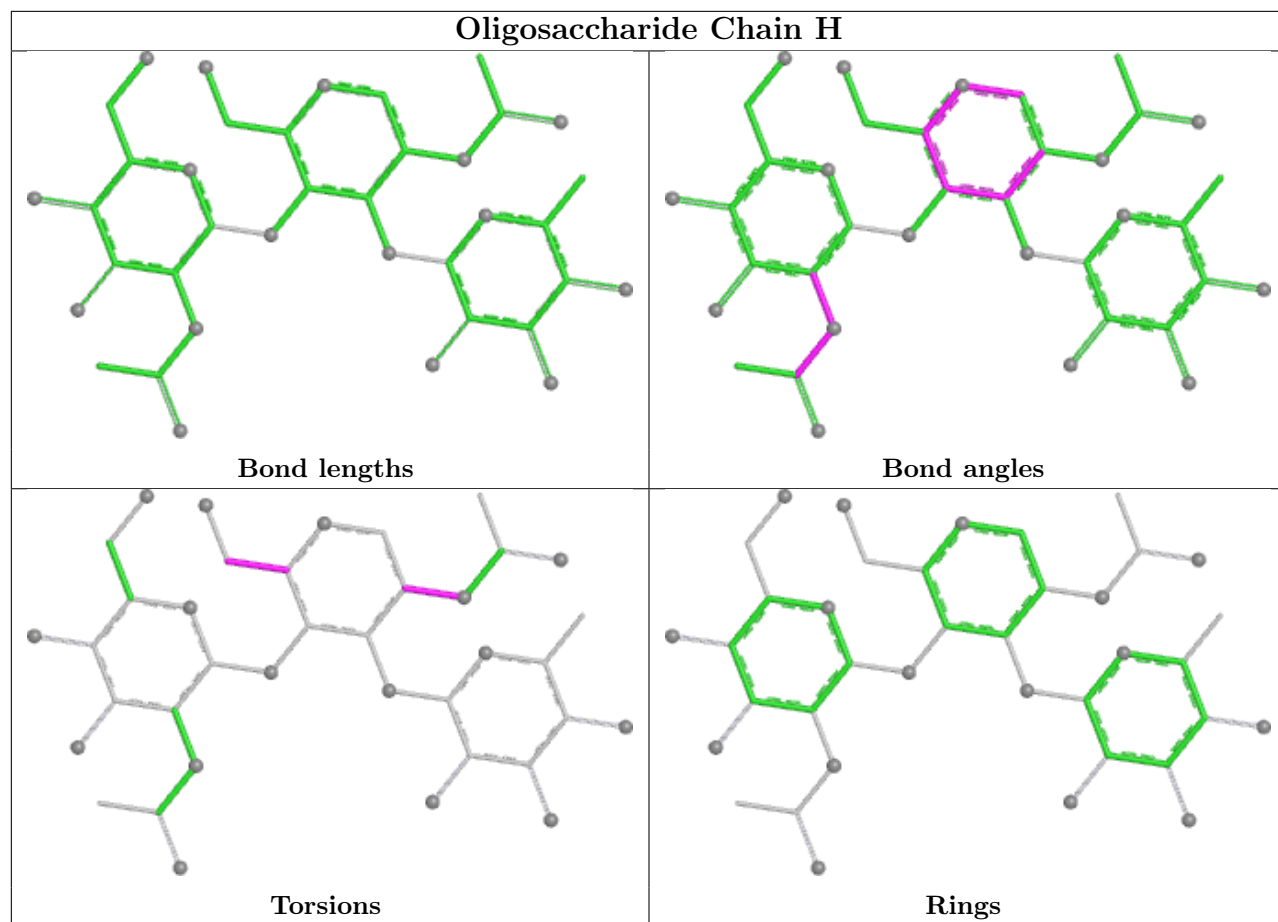 Oligosaccharide Chain H
Bond lengths
Bond angles
Torsions
Rings